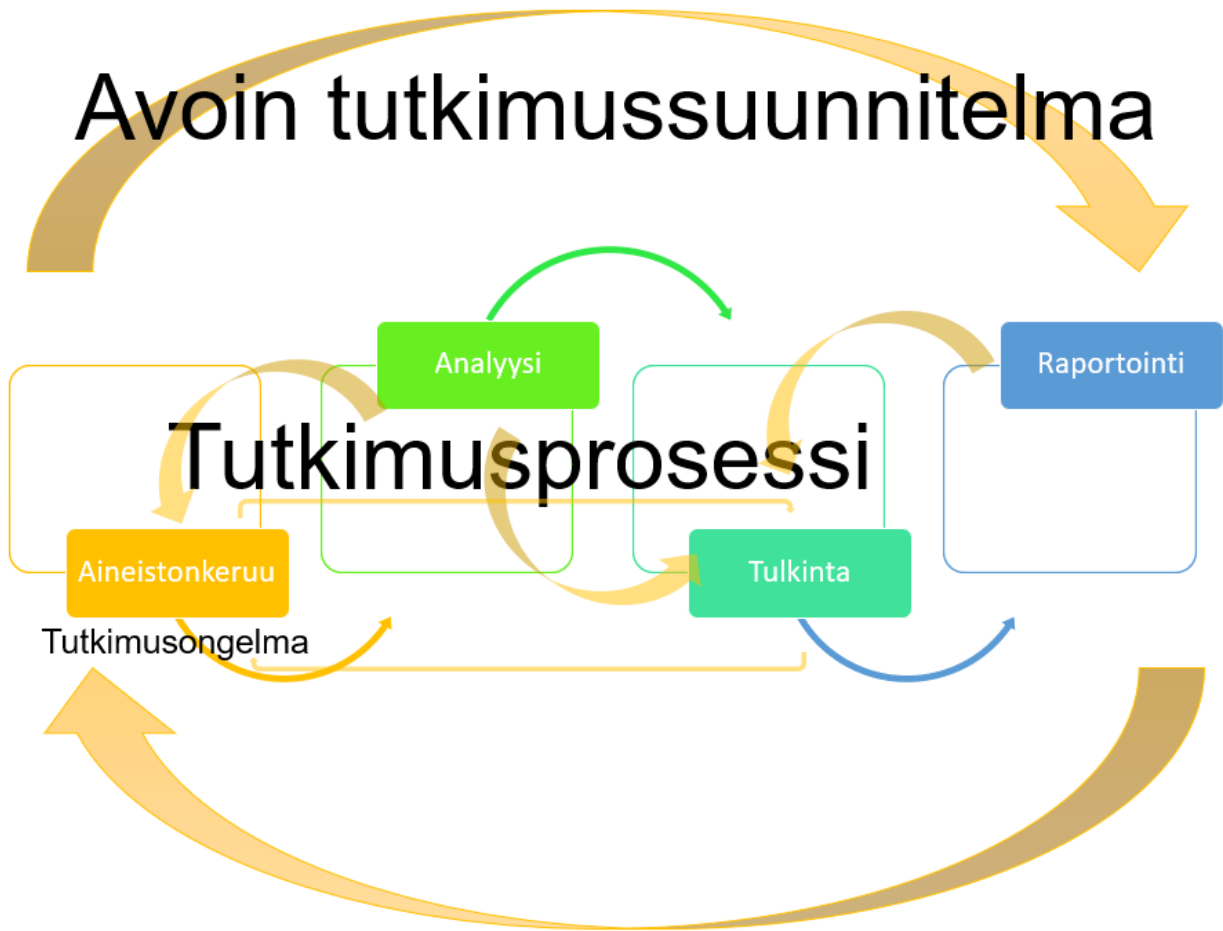 Avoin tutkimussuunnitelma
Analyysi
Raportointi
Tutkimusprosessi
Aineistonkeruu
Tulkinta
Tutkimusongelma